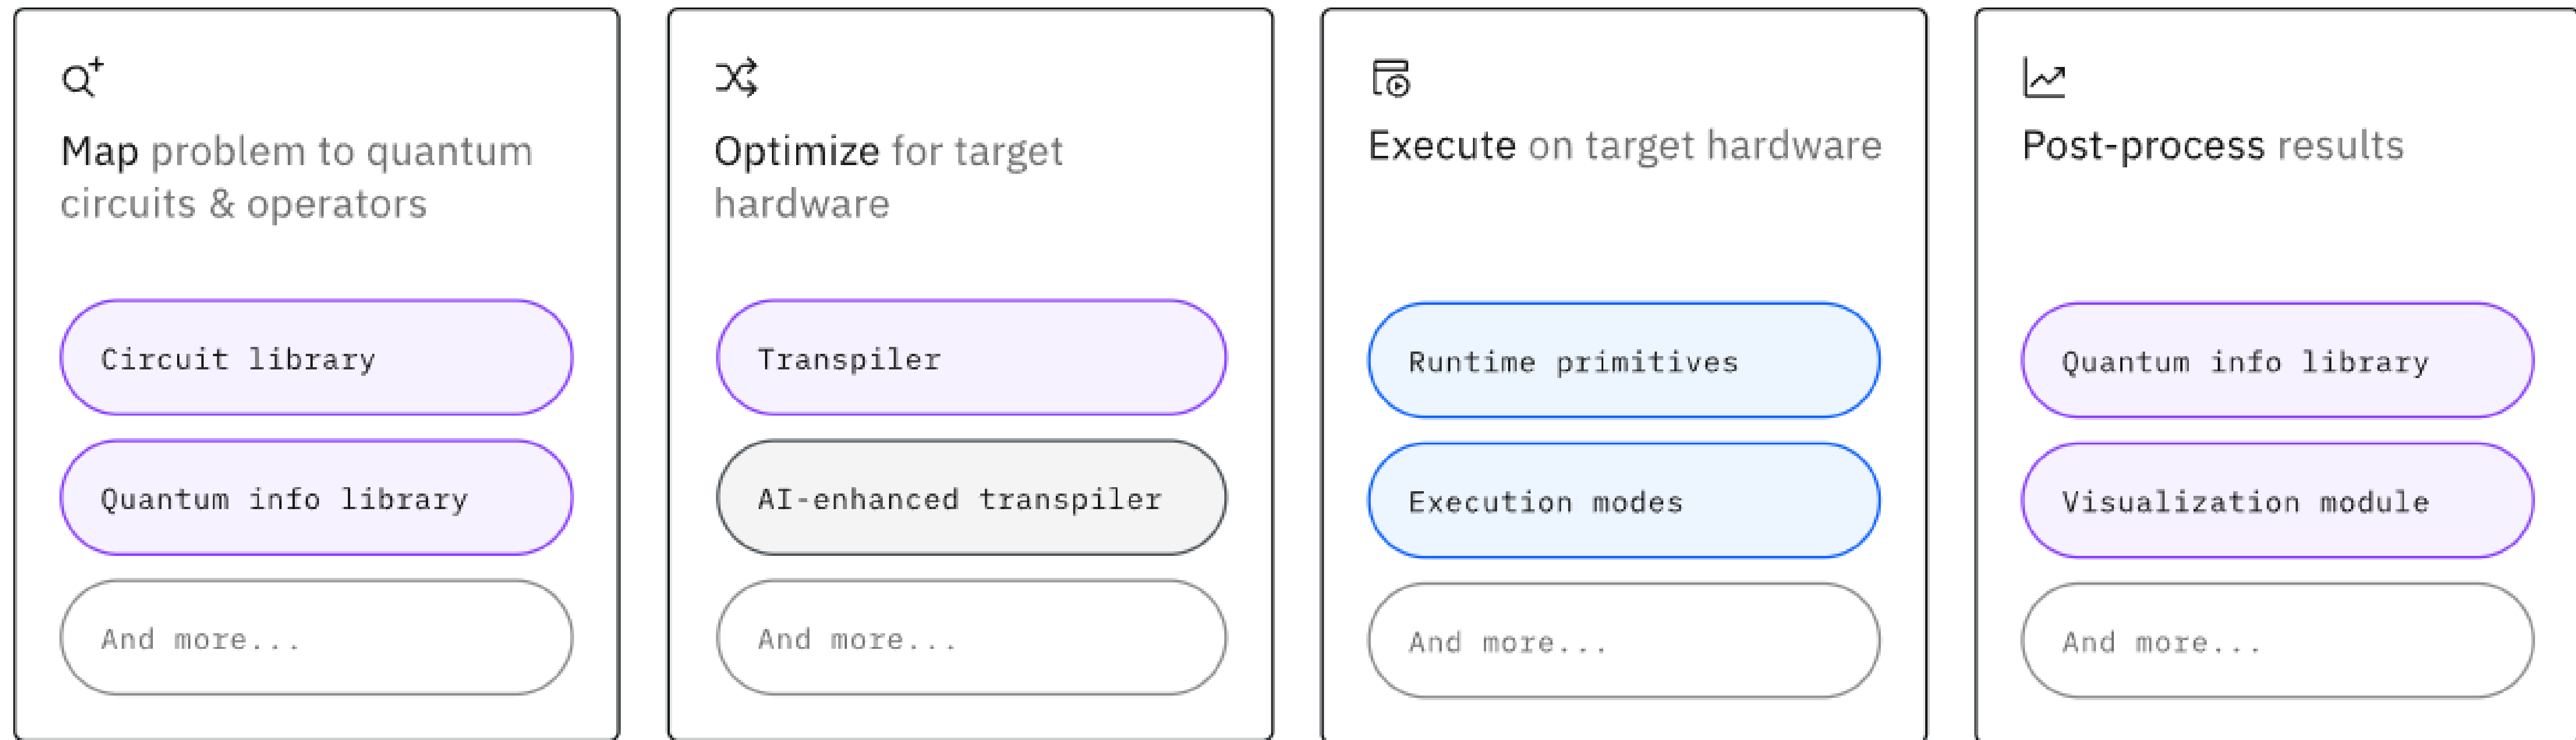 Map problem to quantum
circuits & operators
Circuit library
Quantum info library
And more...
Optimize for target
hardware
Transpiler
AI-enhanced transpiler
And more...
Execute on target hardware
Runtime primitives
Execution modes
And more...
Post-process results
Quantum info library
Visualization module
And more...